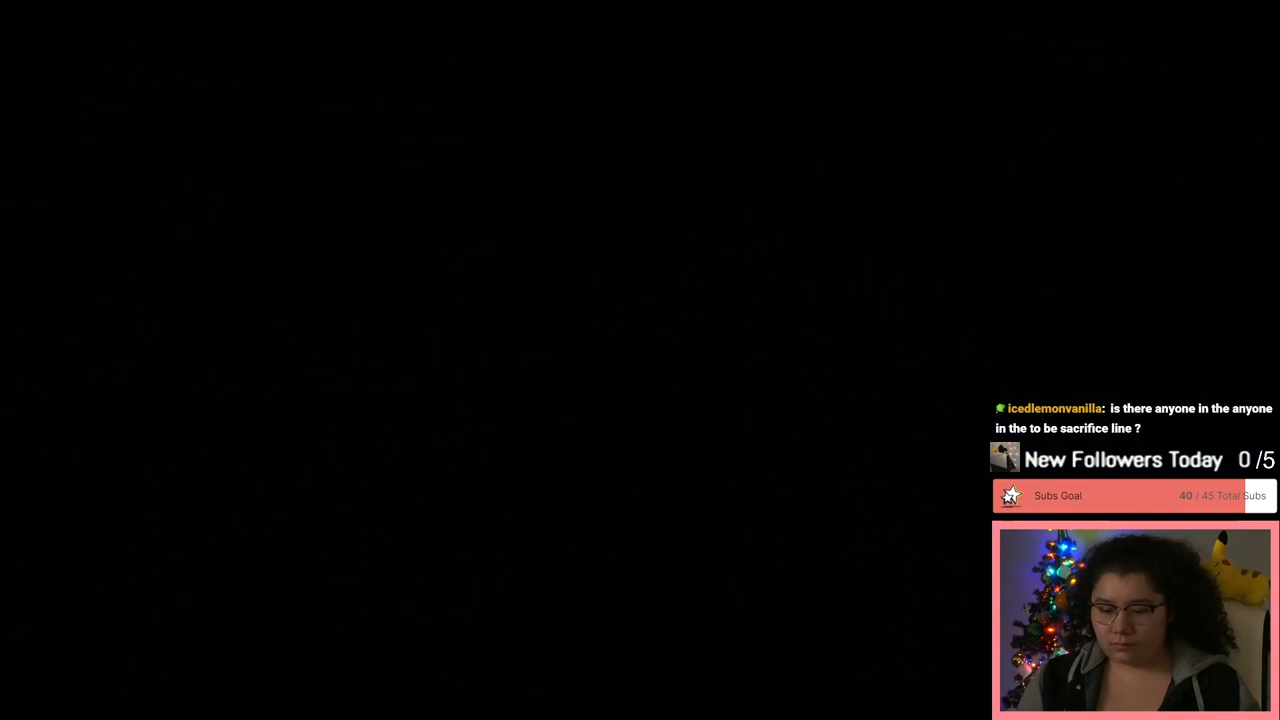 icedlemonvanilla: is there anyone in the anyone
in the to be sacrifice line ?
New Followers Today 0 /5
Subs Goal 40 / 45 Total Subs